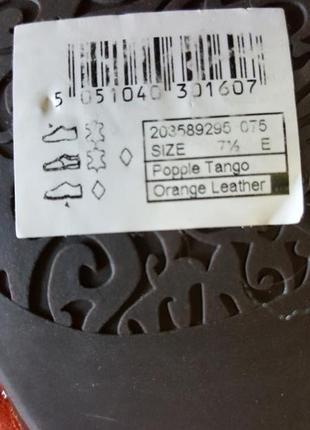 5 051040 301607
203589295 075
SIZE 7½ E
Popple Tango
Orange Leather